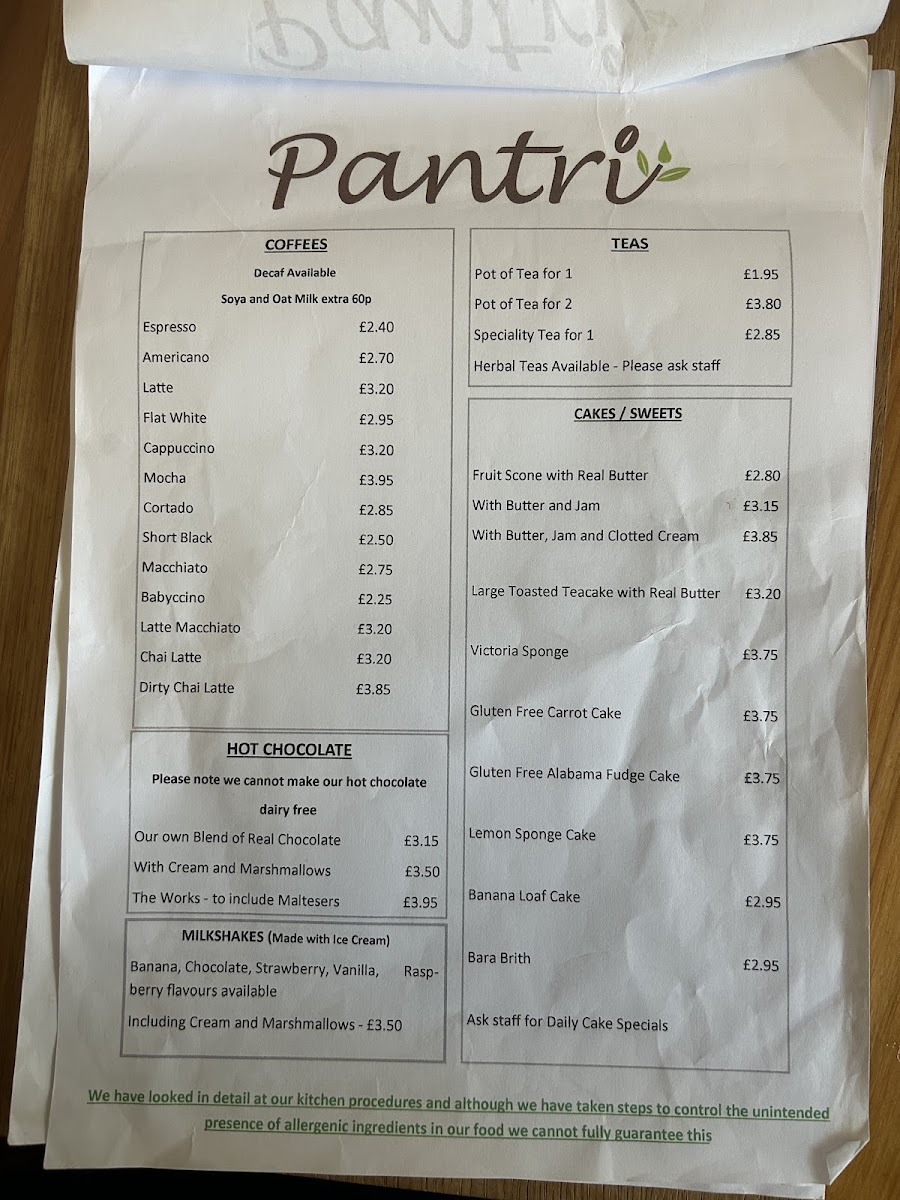 Pantri
COFFEES
Decaf Available
Soya and Oat Milk extra 60p
Espresso £2.40
Americano £2.70
Latte £3.20
Flat White £2.95
Cappuccino £3.20
Mocha £3.95
Cortado £2.85
Short Black £2.50
Macchiato £2.75
Babyccino £2.25
Latte Macchiato £3.20
Chai Latte £3.20
Dirty Chai Latte £3.85
HOT CHOCOLATE
Please note we cannot make our hot chocolate
dairy free
Our own Blend of Real Chocolate £3.15
With Cream and Marshmallows £3.50
The Works - to include Maltesers £3.95
MILKSHAKES (Made with Ice Cream)
Banana, Chocolate, Strawberry, Vanilla, Rasp-
berry flavours available
Including Cream and Marshmallows - £3.50
TEAS
Pot of Tea for 1 £1.95
Pot of Tea for 2 £3.80
Speciality Tea for 1 £2.85
Herbal Teas Available - Please ask staff
CAKES / SWEETS
Fruit Scone with Real Butter £2.80
With Butter and Jam £3.15
With Butter, Jam and Clotted Cream £3.85
Large Toasted Teacake with Real Butter £3.20
Victoria Sponge £3.75
Gluten Free Carrot Cake £3.75
Gluten Free Alabama Fudge Cake £3.75
Lemon Sponge Cake £3.75
Banana Loaf Cake £2.95
Bara Brith £2.95
Ask staff for Daily Cake Specials
We have looked in detail at our kitchen procedures and although we have taken steps to control the unintended
presence of allergenic ingredients in our food we cannot fully guarantee this